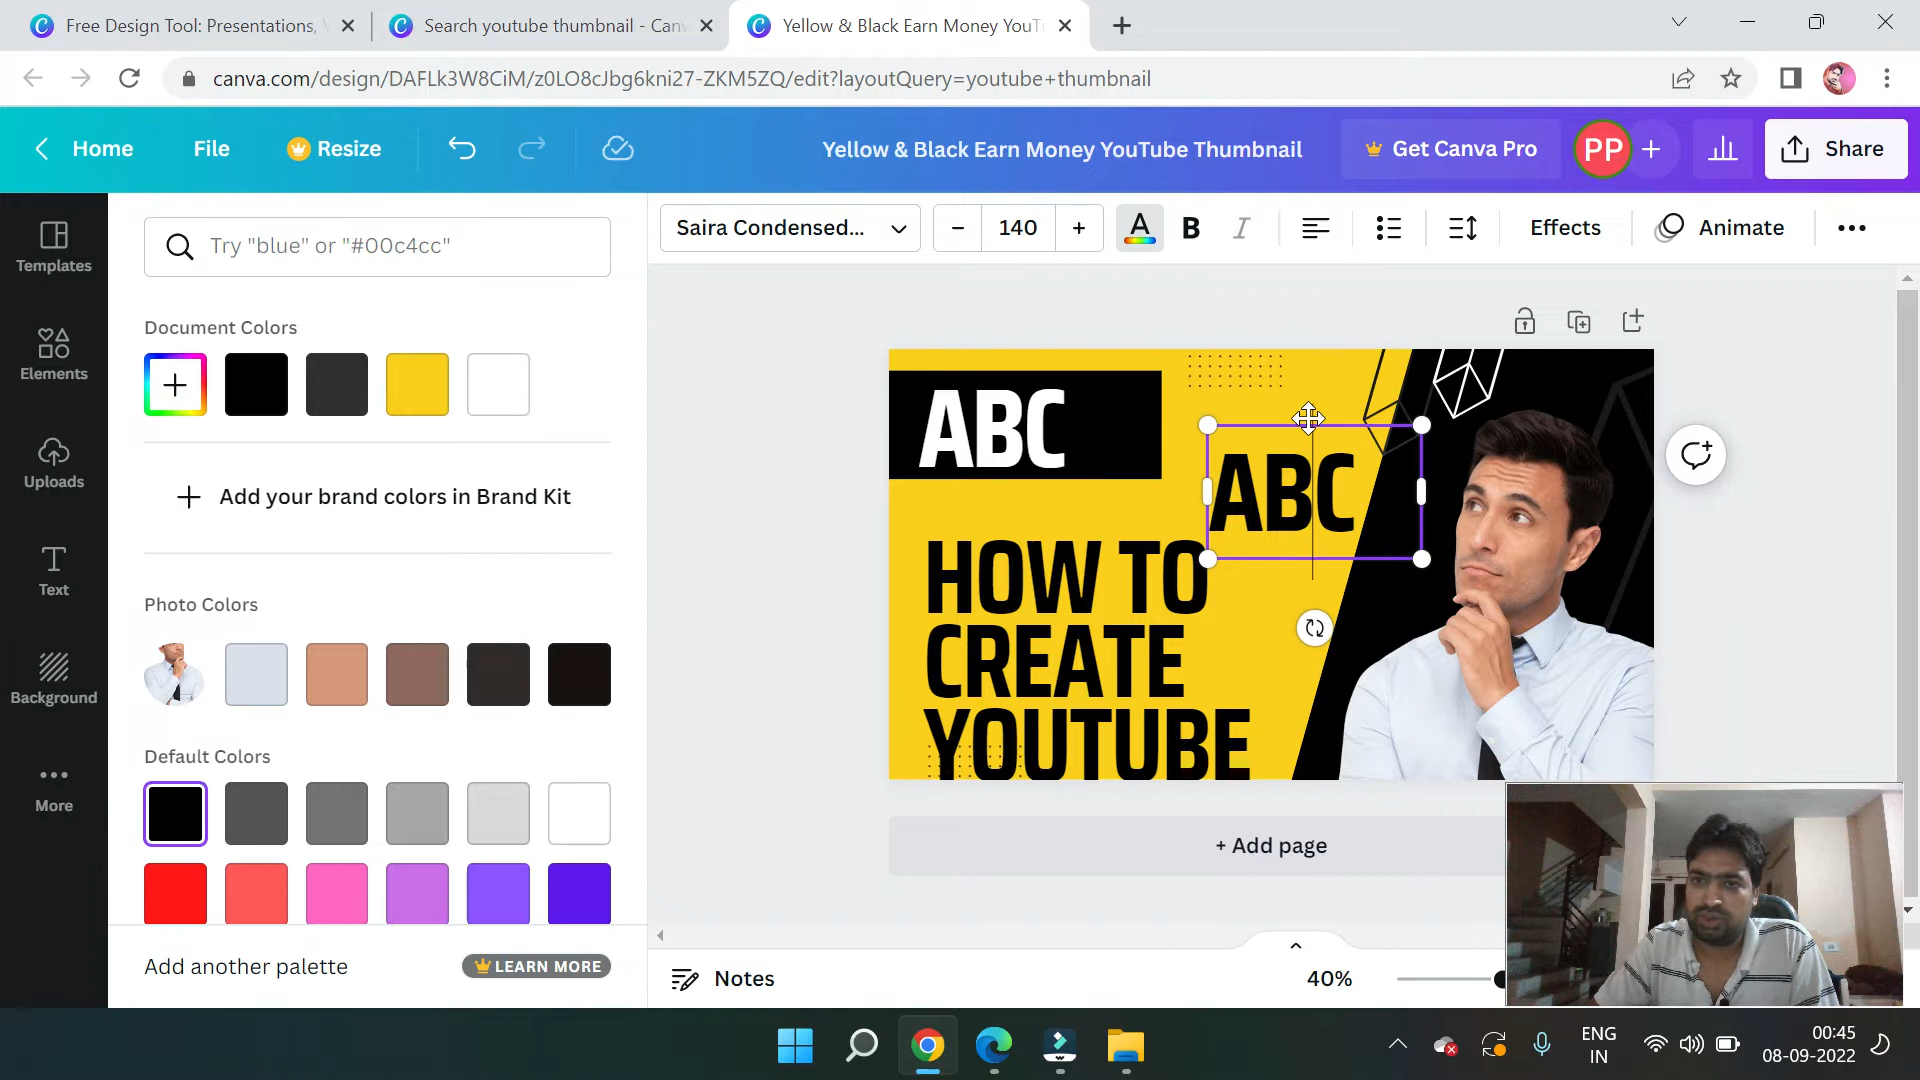 Free Design Tool: Presentations,
Search youtube thumbnail - Can
Yellow & Black Earn Money YouT
canva.com/design/DAFLk3W8CiM/z0LO8cJbg6kni27-ZKM5ZQ/edit?layoutQuery=youtube+thumbnail
Home
File
Resize
Yellow & Black Earn Money YouTube Thumbnail
Get Canva Pro
PP
Share
Templates
Elements
Uploads
Text
Background
More
Try "blue" or "#00c4cc"
Document Colors
Add your brand colors in Brand Kit
Photo Colors
Default Colors
Add another palette
LEARN MORE
Saira Condensed...
140
A
B
I
Effects
Animate
ABC
ABC
HOW TO
CREATE
YOUTUBE
+ Add page
Notes
40%
ENG
IN
00:45
08-09-2022